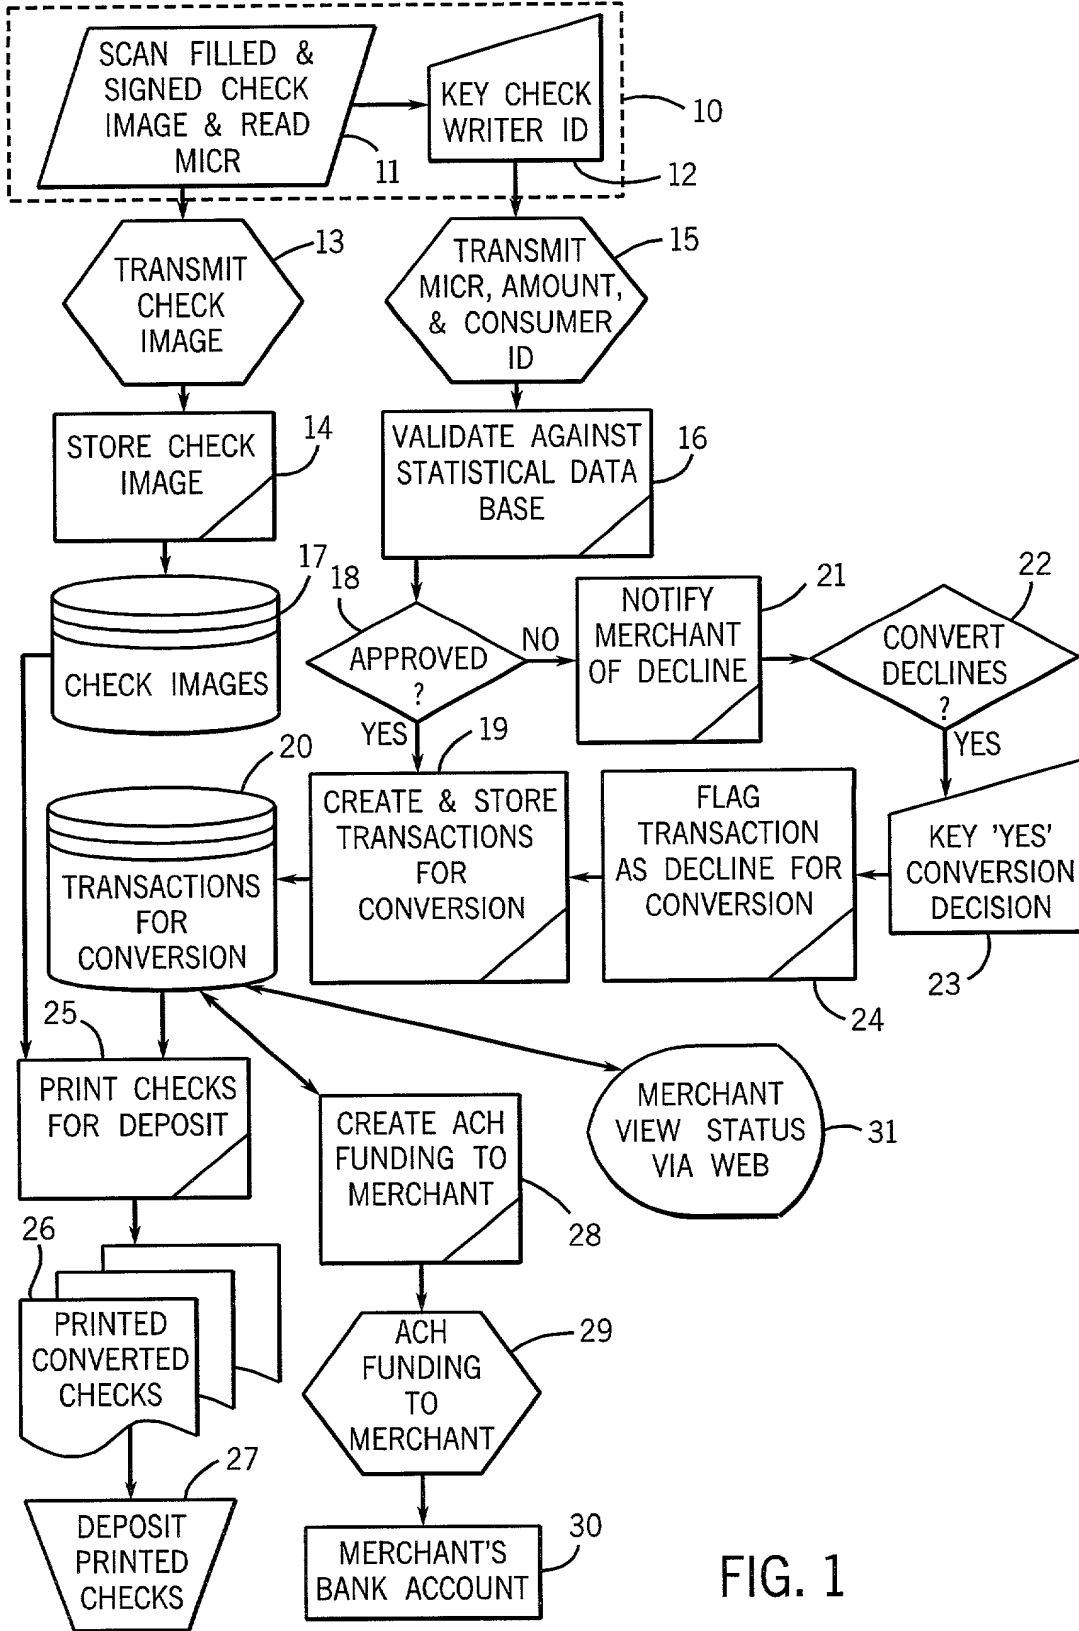 SCAN FILLED &
SIGNED CHECK
IMAGE & READ
MICR
11
KEY CHECK
WRITER ID
12
10
TRANSMIT
CHECK
IMAGE
13
TRANSMIT
MICR, AMOUNT,
& CONSUMER
ID
15
STORE CHECK
IMAGE
14
VALIDATE AGAINST
STATISTICAL DATA
BASE
16
CHECK IMAGES
17
APPROVED
?
18
NO
YES
NOTIFY
MERCHANT
OF DECLINE
21
CONVERT
DECLINES
?
22
YES
TRANSACTIONS
FOR
CONVERSION
20
CREATE & STORE
TRANSACTIONS
FOR
CONVERSION
19
FLAG
TRANSACTION
AS DECLINE FOR
CONVERSION
24
KEY 'YES'
CONVERSION
DECISION
23
PRINT CHECKS
FOR DEPOSIT
25
CREATE ACH
FUNDING TO
MERCHANT
28
MERCHANT
VIEW STATUS
VIA WEB
31
PRINTED
CONVERTED
CHECKS
26
ACH
FUNDING
TO
MERCHANT
29
DEPOSIT
PRINTED
CHECKS
27
MERCHANT'S
BANK ACCOUNT
30
FIG. 1